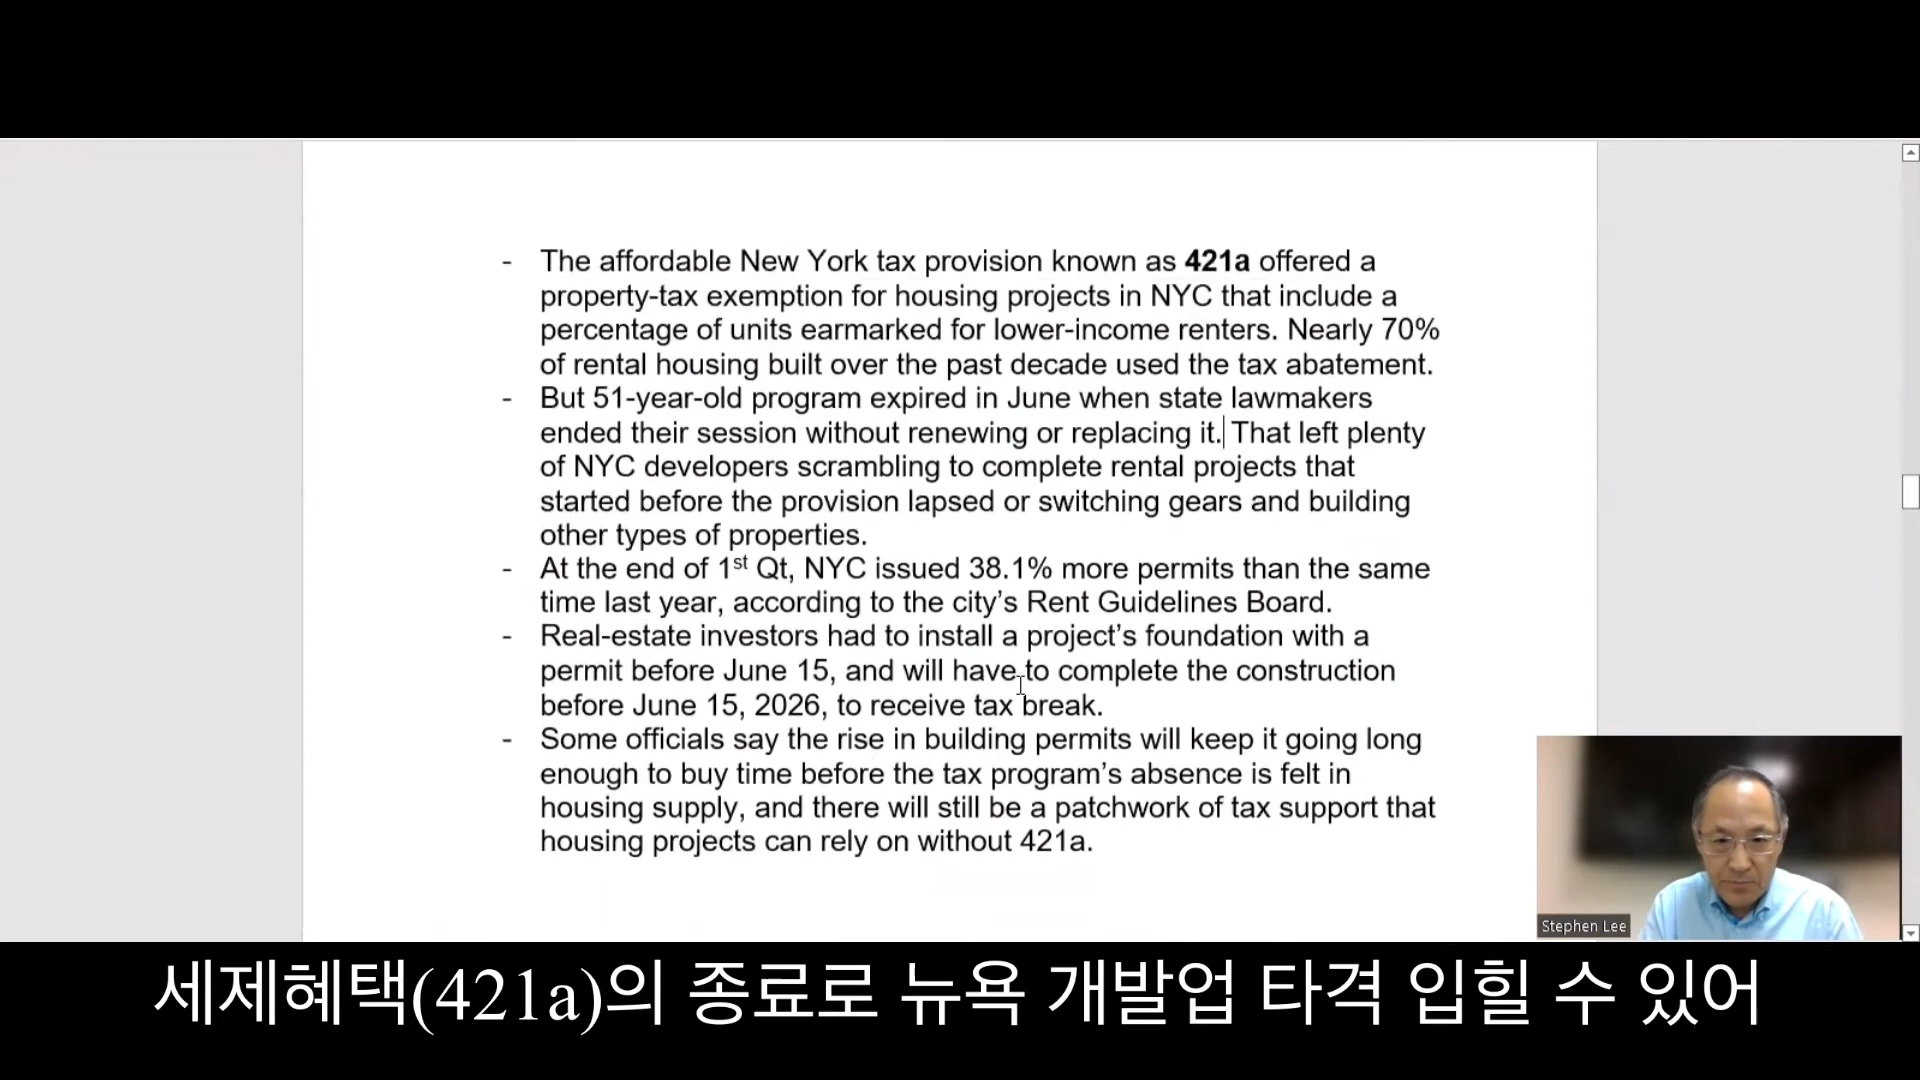 - The affordable New York tax provision known as 421a offered a
property-tax exemption for housing projects in NYC that include a
percentage of units earmarked for lower-income renters. Nearly 70%
of rental housing built over the past decade used the tax abatement.
- But 51-year-old program expired in June when state lawmakers
ended their session without renewing or replacing it. That left plenty
of NYC developers scrambling to complete rental projects that
started before the provision lapsed or switching gears and building
other types of properties.
- At the end of 1st Qt, NYC issued 38.1% more permits than the same
time last year, according to the city’s Rent Guidelines Board.
- Real-estate investors had to install a project’s foundation with a
permit before June 15, and will have to complete the construction
before June 15, 2026, to receive tax break.
- Some officials say the rise in building permits will keep it going long
enough to buy time before the tax program’s absence is felt in
housing supply, and there will still be a patchwork of tax support that
housing projects can rely on without 421a.
Stephen Lee
세제혜택(421a)의 종료로 뉴욕 개발업 타격 입힐 수 있어